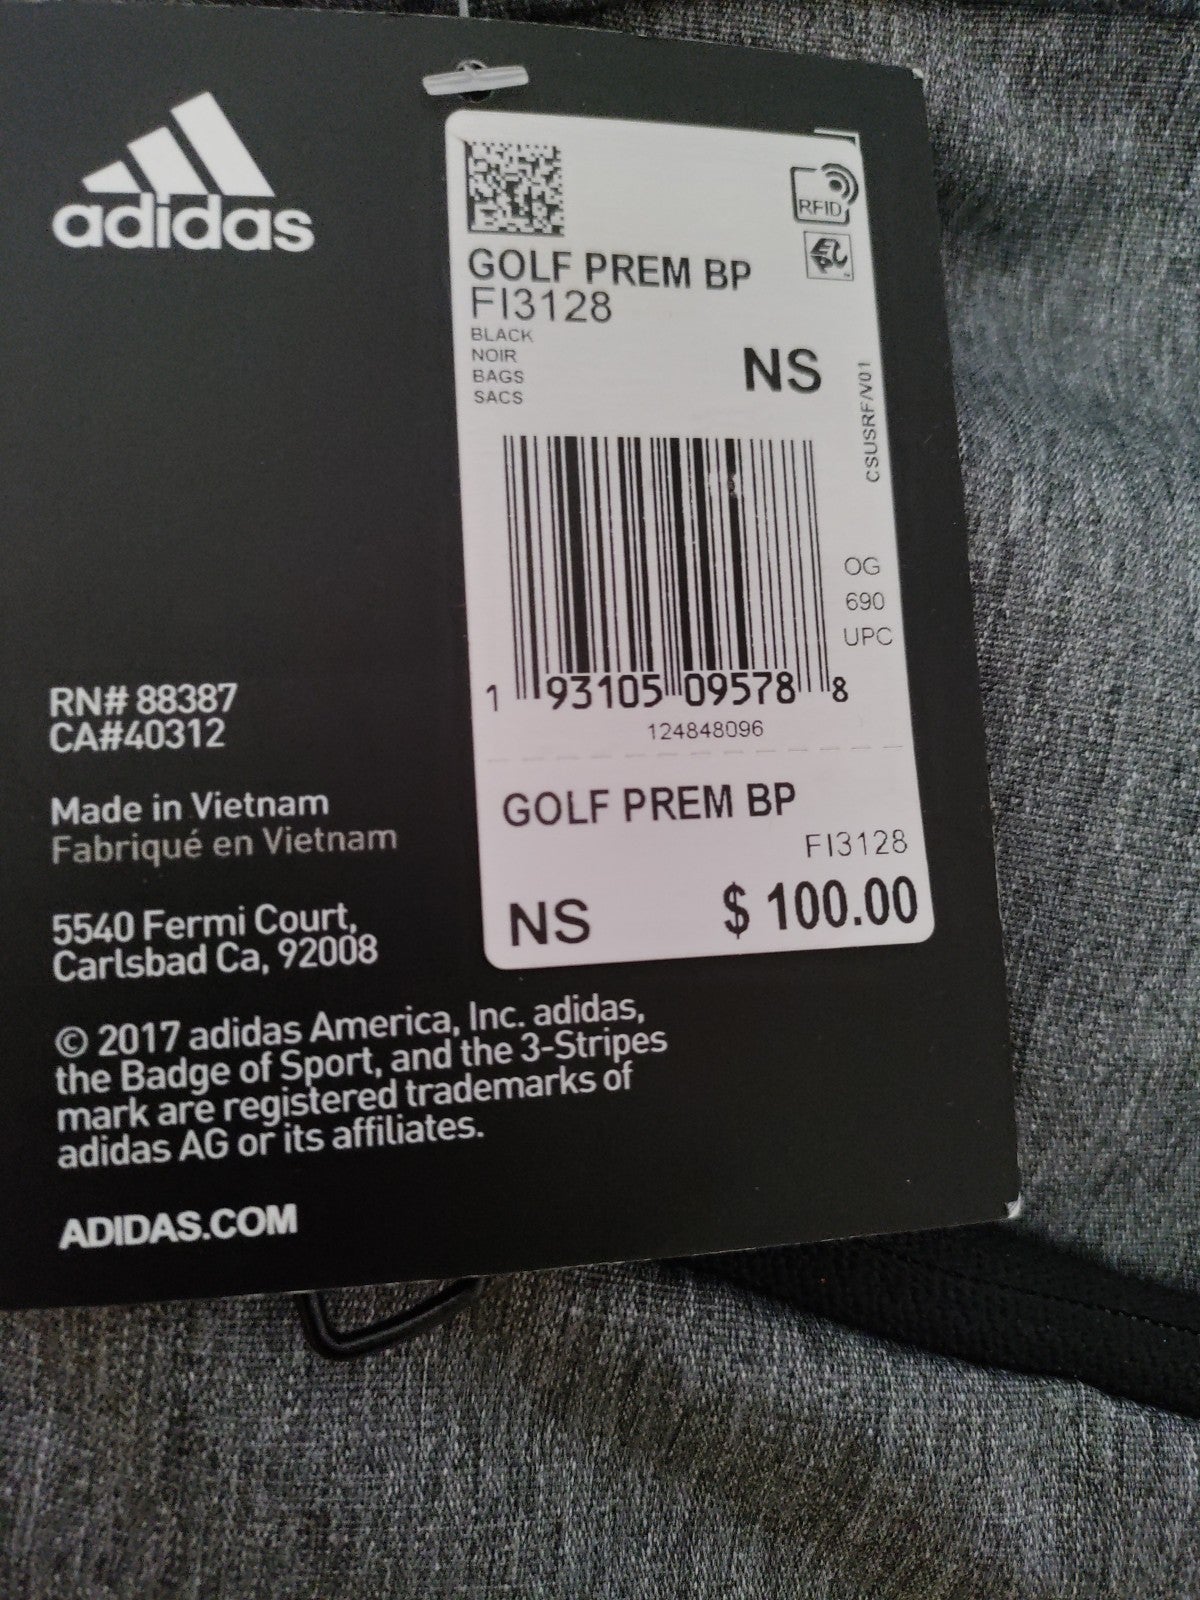 adidas
RFID
GOLF PREM BP
FI3128
BLACK
NOIR
BAGS
SACS
NS
CSUSRF/V01
OG
690
UPC
1 93105 09578 8
124848096
GOLF PREM BP
FI3128
NS $ 100.00
RN# 88387
CA#40312
Made in Vietnam
Fabriqué en Vietnam
5540 Fermi Court,
Carlsbad Ca, 92008
© 2017 adidas America, Inc. adidas,
the Badge of Sport, and the 3-Stripes
mark are registered trademarks of
adidas AG or its affiliates.
ADIDAS.COM